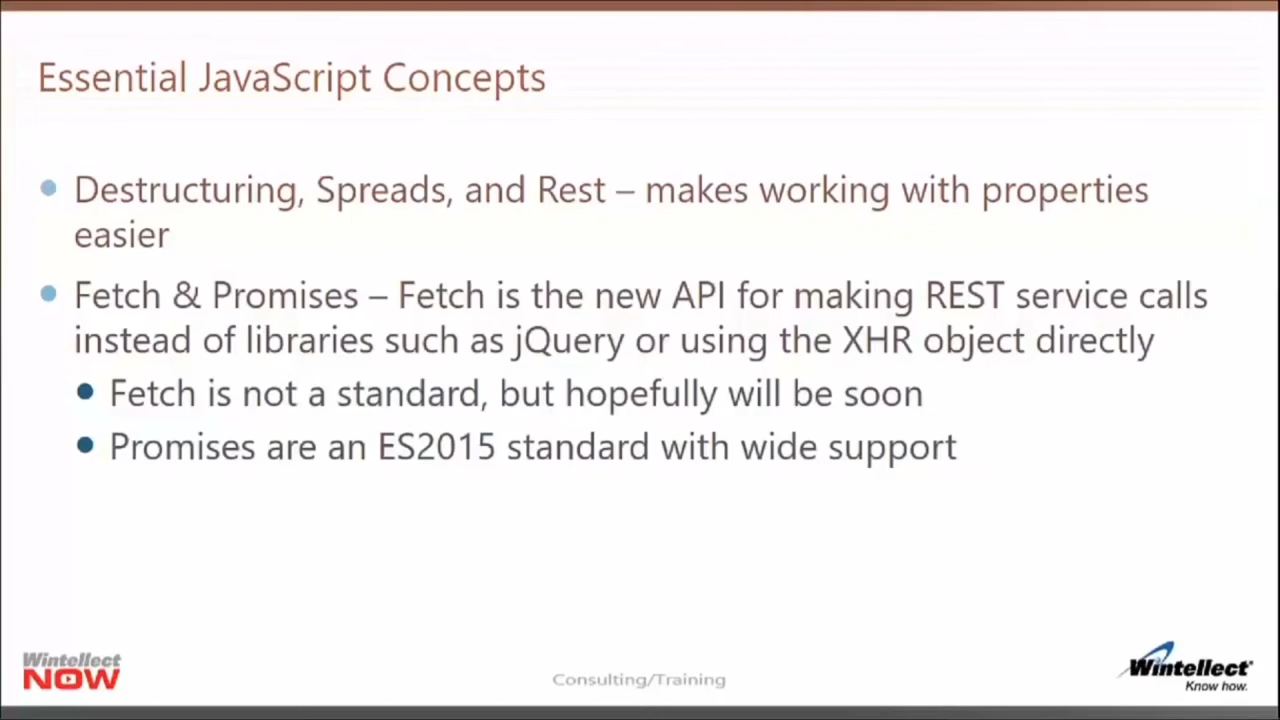 Essential JavaScript Concepts
Destructuring, Spreads, and Rest – makes working with properties
easier
Fetch & Promises – Fetch is the new API for making REST service calls
instead of libraries such as jQuery or using the XHR object directly
Fetch is not a standard, but hopefully will be soon
Promises are an ES2015 standard with wide support
Wintellect
NOW
Consulting/Training
Wintellect
Know how.